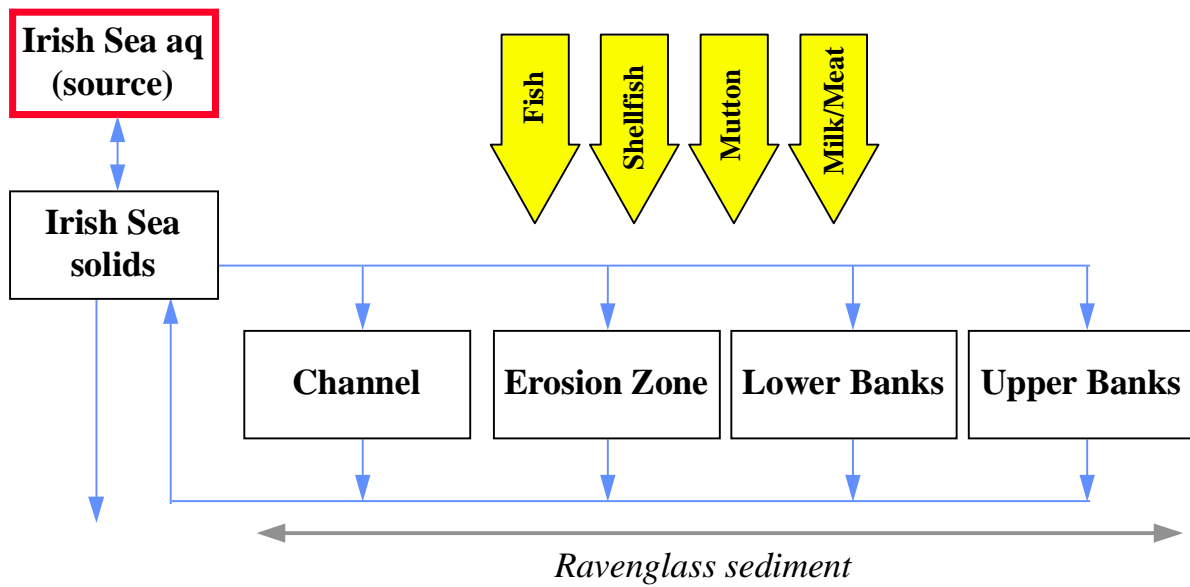 Irish Sea aq
(source)
Fish
Shellfish
Mutton
Milk/Meat
Irish Sea
solids
Channel
Erosion Zone
Lower Banks
Upper Banks
Ravenglass sediment